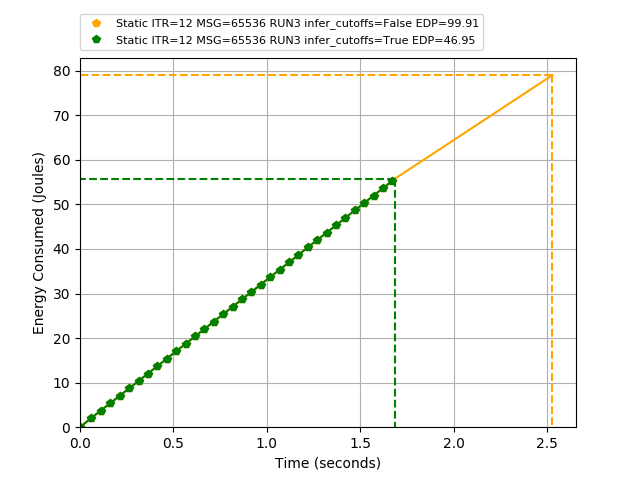 Static ITR=12 MSG=65536 RUN3 infer_cutoffs=False EDP=99.91
Static ITR=12 MSG=65536 RUN3 infer_cutoffs=True EDP=46.95
Energy Consumed (Joules)
80
70
60
50
40
30
20
10
0
0.0 0.5 1.0 1.5 2.0 2.5
Time (seconds)